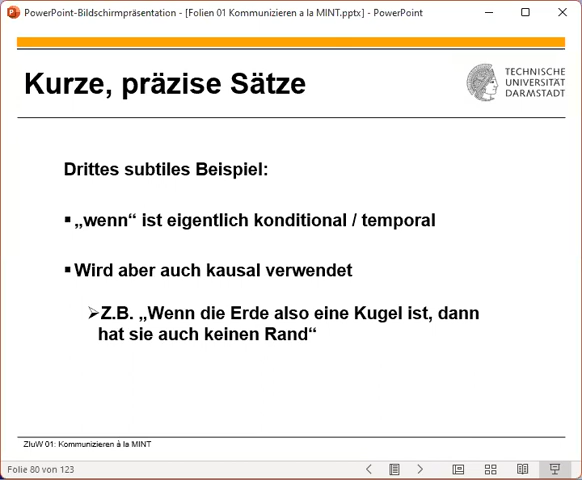 PowerPoint-Bildschirmpräsentation - [Folien 01 Kommunizieren a la MINT.pptx] - PowerPoint
Kurze, präzise Sätze
TECHNISCHE
UNIVERSITÄT
DARMSTADT
Drittes subtiles Beispiel:
▪ „wenn“ ist eigentlich konditional / temporal
▪ Wird aber auch kausal verwendet
➢ Z.B. „Wenn die Erde also eine Kugel ist, dann
hat sie auch keinen Rand“
ZIuW 01: Kommunizieren à la MINT
Folie 80 von 123